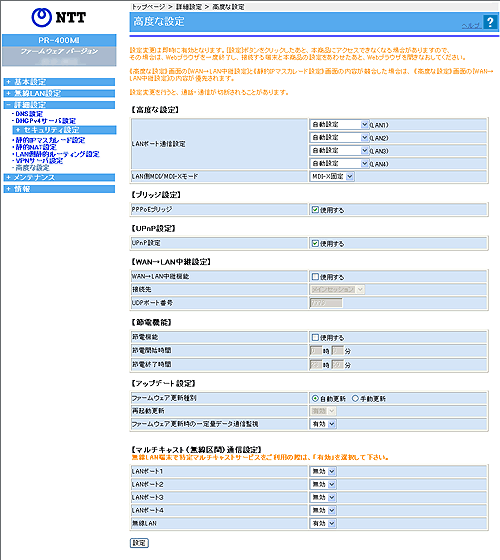 トップページ > 詳細設定 > 高度な設定
NTT
PR-400MI
ファームウェアバージョン
高度な設定
ヘルプ ?
設定変更は即時に有効となります。[設定]ボタンをクリックしたあと、本商品にアクセスできなくなる場合がありますので、
その場合は、Webブラウザを一度終了し、接続する端末と本商品の設定をあわせたあと、Webブラウザを開きなおしてください。
《高度な設定》画面の[WAN→LAN中継設定]と《静的IPマスカレード設定》画面の内容が競合した場合は、《高度な設定》画面の[WAN→
LAN中継設定]の内容が優先されます。
設定変更を行うと、通話・通信が切断されることがあります。
基本設定
無線LAN設定
詳細設定
・DNS設定
・DHCPv4サーバ設定
セキュリティ設定
・静的IPマスカレード設定
・静的NAT設定
・LAN側静的ルーティング設定
・VPNサーバ設定
・高度な設定
メンテナンス
情報
【高度な設定】
LANポート通信設定
自動設定 (LAN1)
自動設定 (LAN2)
自動設定 (LAN3)
自動設定 (LAN4)
LAN側MDI/MDI-Xモード MDI-X固定
【ブリッジ設定】
PPPoEブリッジ 使用する
【UPnP設定】
UPnP設定 使用する
【WAN→LAN中継設定】
WAN→LAN中継機能 使用する
接続先 メインセッション
UDPポート番号
【節電機能】
節電機能 使用する
節電開始時間 時 分
節電終了時間 時 分
【アップデート設定】
ファームウェア更新種別 自動更新 手動更新
再起動更新 有効
ファームウェア更新時の一定量データ通信監視 有効
【マルチキャスト(無線区間)通信設定】
無線LAN端末で特定マルチキャストサービスをご利用の際は、「有効」を選択して下さい。
LANポート1 無効
LANポート2 無効
LANポート3 無効
LANポート4 無効
無線LAN 有効
設定